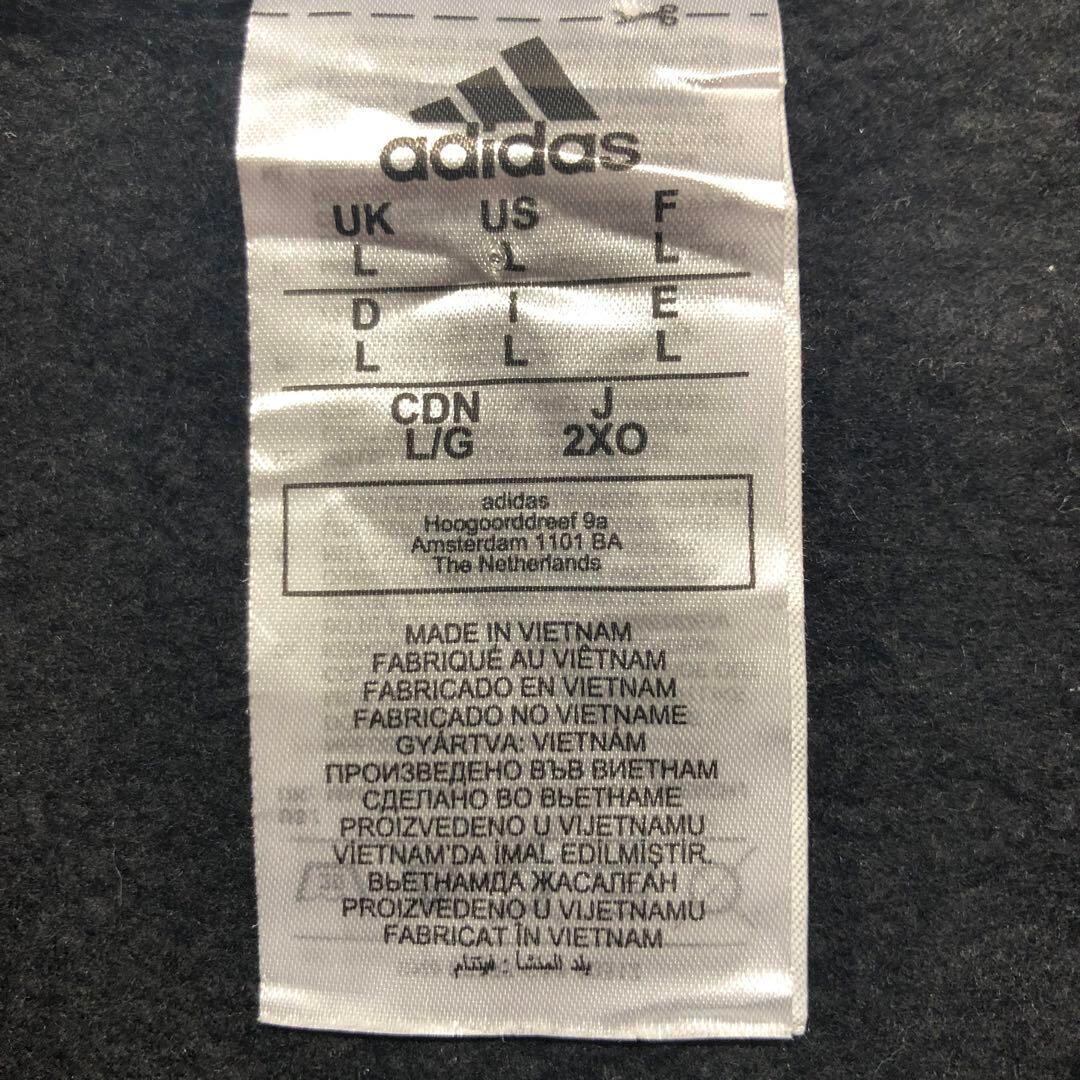 adidas
UK US F
L L L
D I E
L L L
CDN J
L/G 2XO
adidas
Hoogoorddreef 9a
Amsterdam 1101 BA
The Netherlands
MADE IN VIETNAM
FABRIQUÉ AU VIÊTNAM
FABRICADO EN VIETNAM
FABRICADO NO VIETNAME
GYÁRTVA: VIETNÁM
ПРОИЗВЕДЕНО ВЪВ ВИЕТНАМ
СДЕЛАНО ВО ВЬЕТНАМЕ
PROIZVEDENO U VIJETNAMU
VİETNAM'DA İMAL EDİLMİŞTİR.
ВЬЕТНАМДА ЖАСАЛҒАН
PROIZVEDENO U VIJETNAMU
FABRICAT ÎN VIETNAM
بلد المنشأ : فيتنام